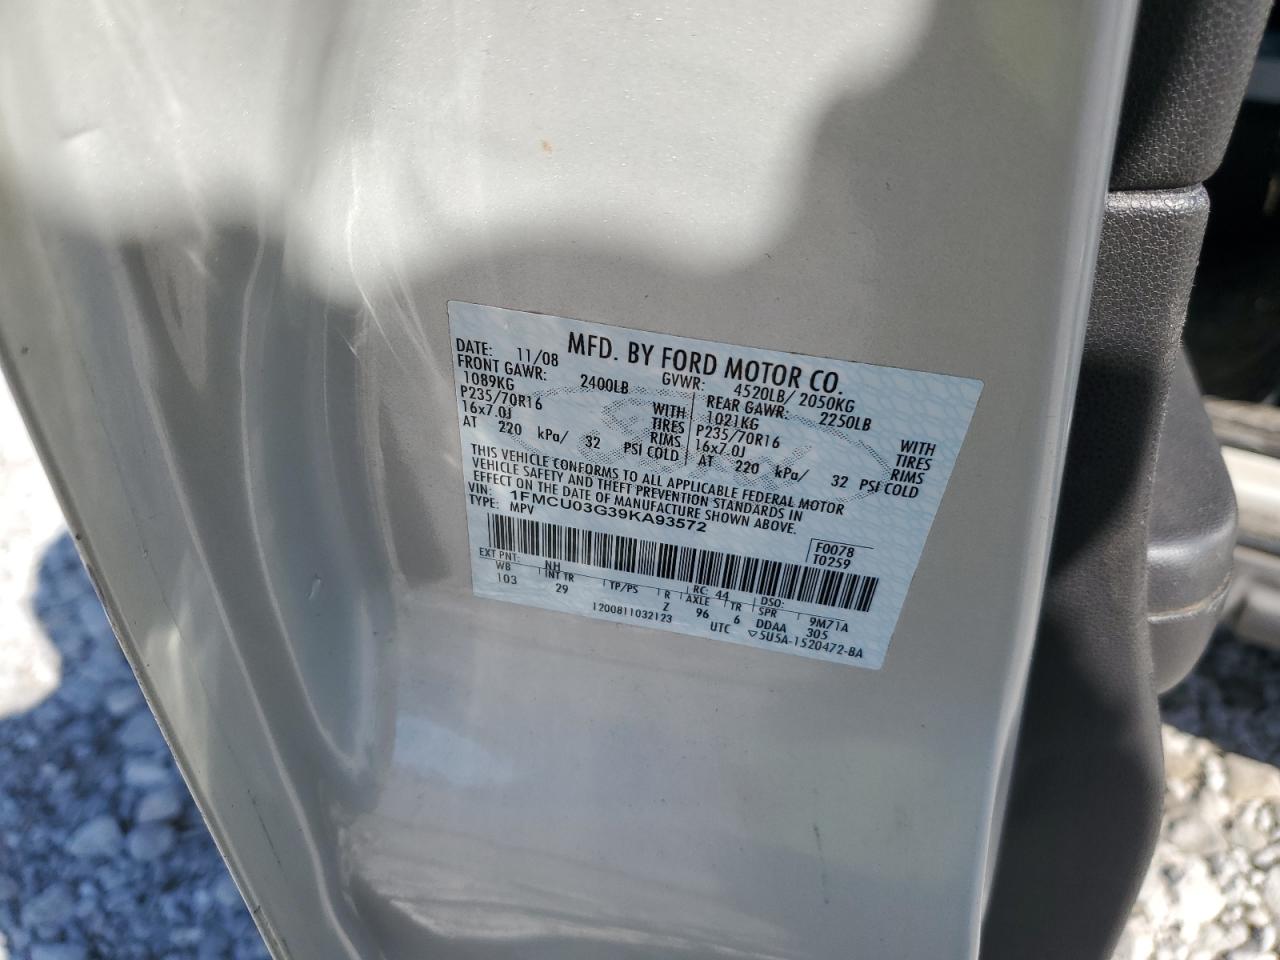 MFD. BY FORD MOTOR CO.
DATE: 11/08 GVWR: 4520LB/ 2050KG
FRONT GAWR: 2400LB REAR GAWR: 2250LB
1089KG WITH 1021KG WITH
P235/70R16 TIRES P235/70R16 TIRES
16x7.0J RIMS 16x7.0J RIMS
AT 220 kPa/ 32 PSI COLD AT 220 kPa/ 32 PSI COLD
THIS VEHICLE CONFORMS TO ALL APPLICABLE FEDERAL MOTOR
VEHICLE SAFETY AND THEFT PREVENTION STANDARDS IN
EFFECT ON THE DATE OF MANUFACTURE SHOWN ABOVE.
VIN: 1FMCU03G39KA93572
TYPE: MPV
F0078
T0259
EXT PNT: NH RC: 44 DSO:
WB INT TR TP/PS R AXLE TR SPR 9M71A
103 29 Z 96 6 DDAA 305
1200811032123 UTC ▽5U5A-1520472-BA